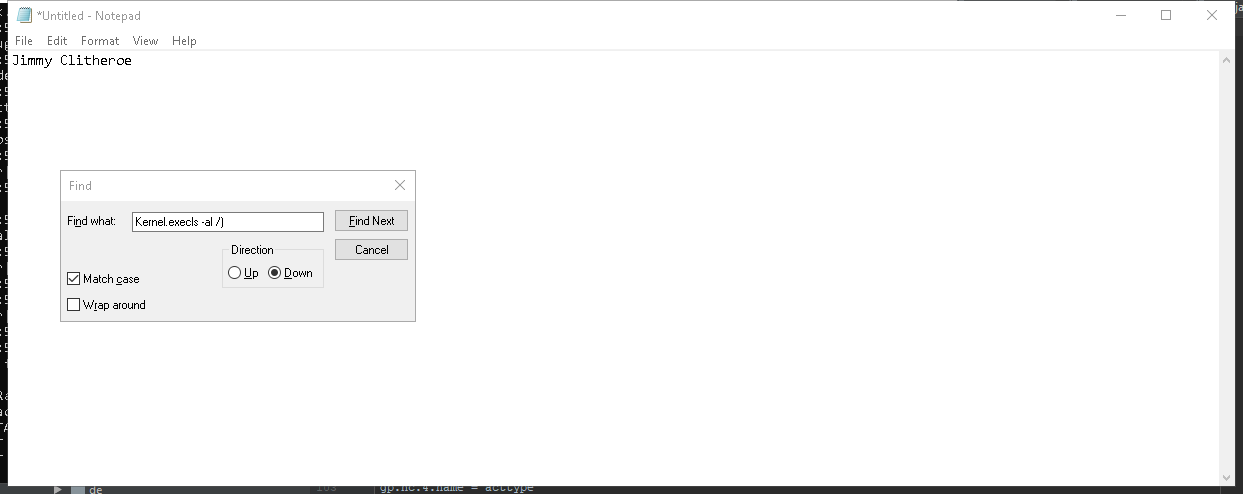 *Untitled - Notepad
File Edit Format View Help
Jimmy Clitheroe
Find
Find what: Kernel.execls -al /) Find Next
Direction Cancel
Up Down
Match case
Wrap around
de
gp.nc.4.name = acctype